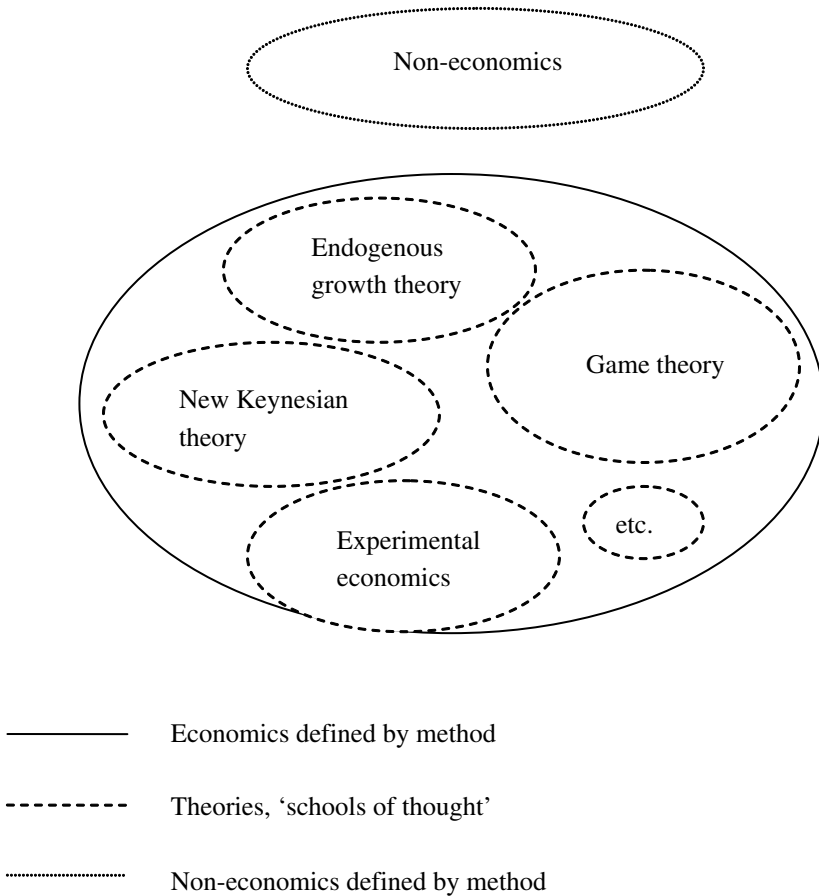 Non-economics
Endogenous
growth theory
Game theory
New Keynesian
theory
etc.
Experimental
economics
Economics defined by method
Theories, ‘schools of thought’
Non-economics defined by method